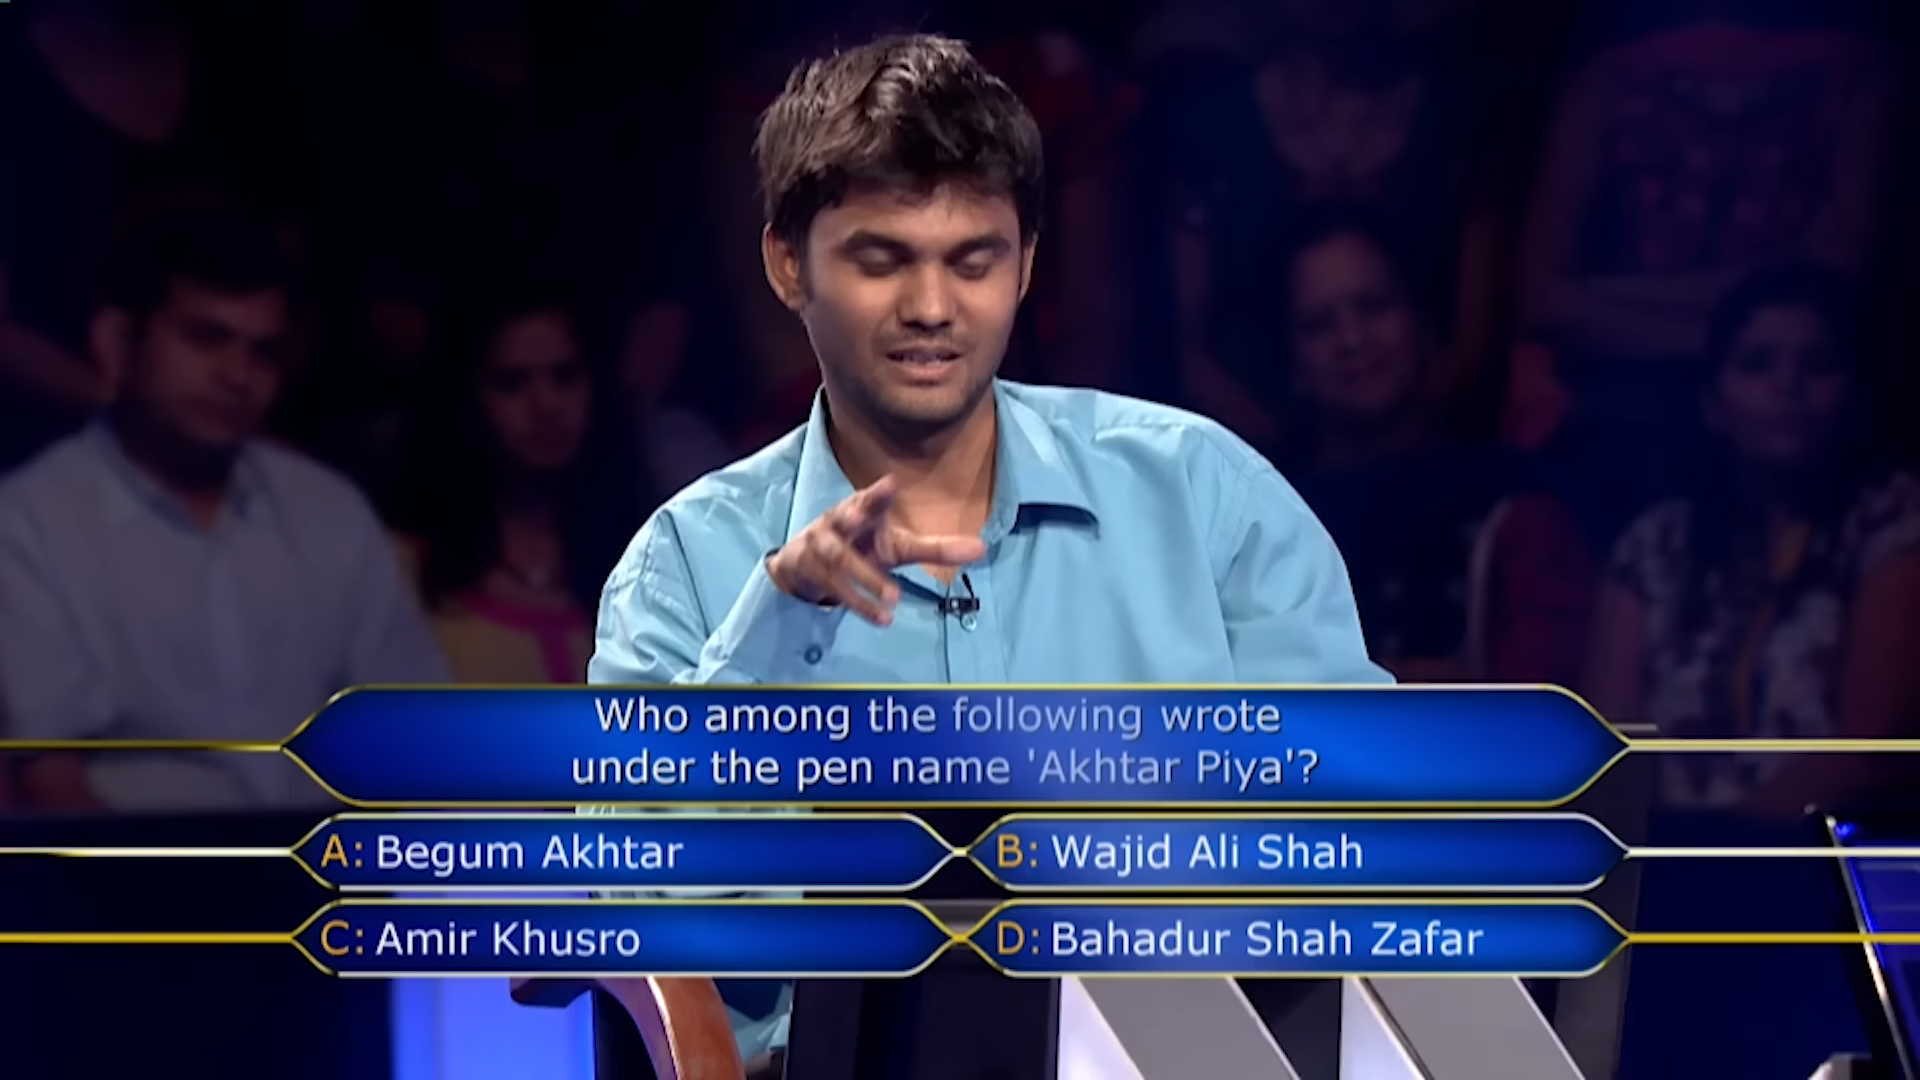 Who among the following wrote
under the pen name 'Akhtar Piya'?
A: Begum Akhtar
B: Wajid Ali Shah
C: Amir Khusro
D: Bahadur Shah Zafar